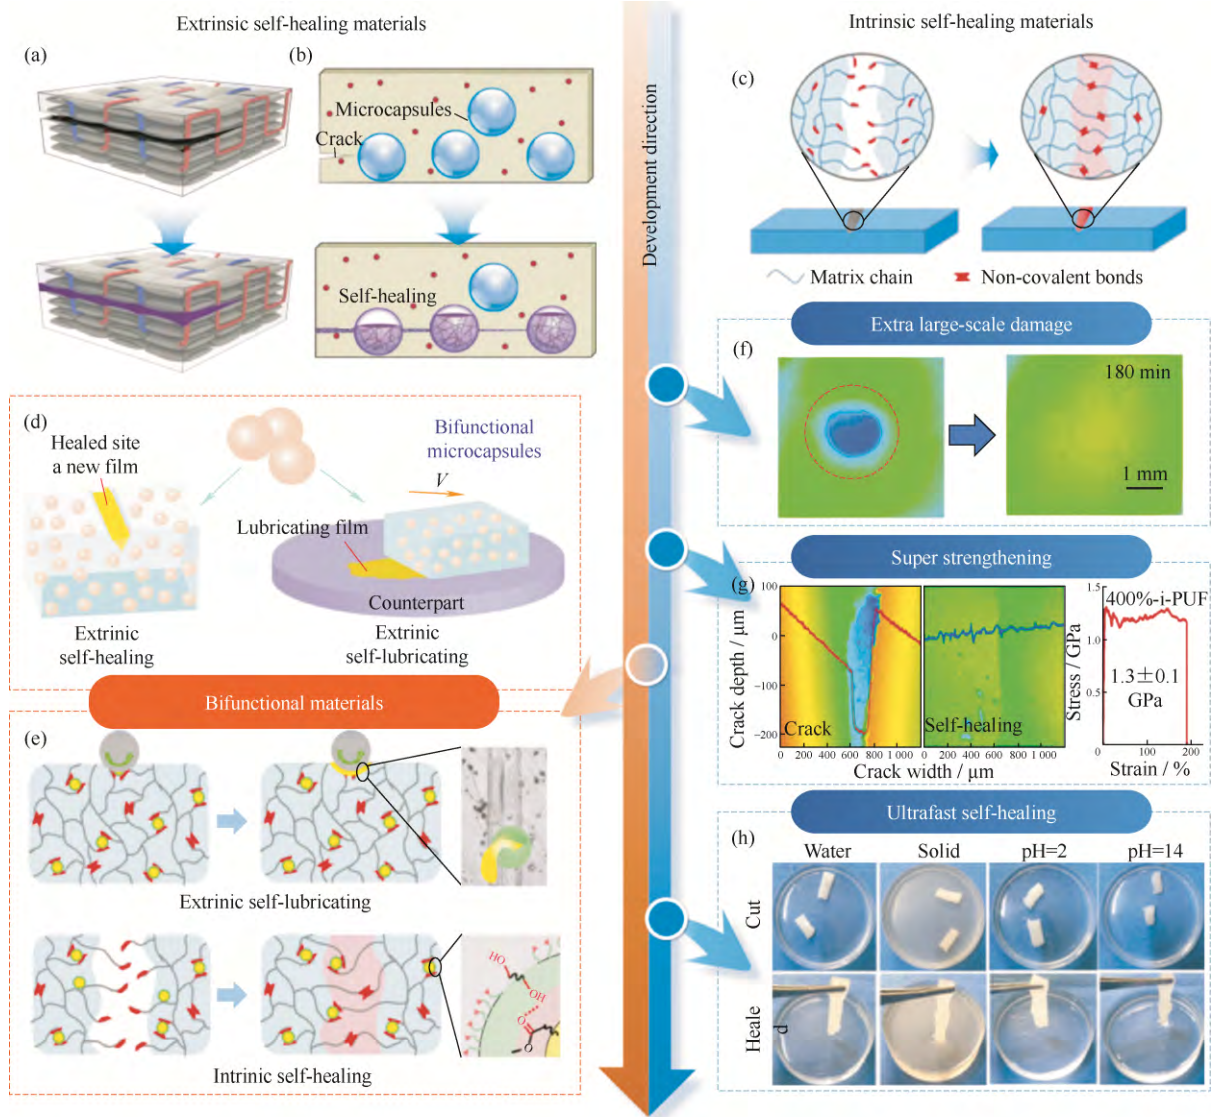 Extrinsic self-healing materials
(a)
(b)
Microcapsules
Crack
Self-healing
Development direction
Intrinsic self-healing materials
(c)
Matrix chain
Non-covalent bonds
(d)
Healed site
a new film
Bifunctional
microcapsules
V
Lubricating film
Counterpart
Extrinic
self-healing
Extrinic
self-lubricating
Bifunctional materials
(e)
Extrinic self-lubricating
HO
OH
O
O
Intrinic self-healing
Extra large-scale damage
(f)
180 min
1 mm
Super strengthening
(g)
Crack depth / μm
100
0
−100
−200
Crack
Self-healing
0 200 400 600 800 1 000
0 200 400 600 800 1 000
Crack width / μm
Stress / GPa
1.5
1.0
0.5
0
400%-i-PUF
1.3±0.1
GPa
0 100 200
Strain / %
Ultrafast self-healing
(h)
Water Solid pH=2 pH=14
Cut
Heale
d